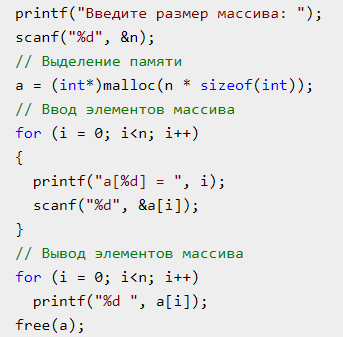 printf("Введите размер массива: ");
scanf("%d", &n);
// Выделение памяти
a = (int*)malloc(n * sizeof(int));
// Ввод элементов массива
for (i = 0; i<n; i++)
{
  printf("a[%d] = ", i);
  scanf("%d", &a[i]);
}
// Вывод элементов массива
for (i = 0; i<n; i++)
  printf("%d ", a[i]);
free(a);